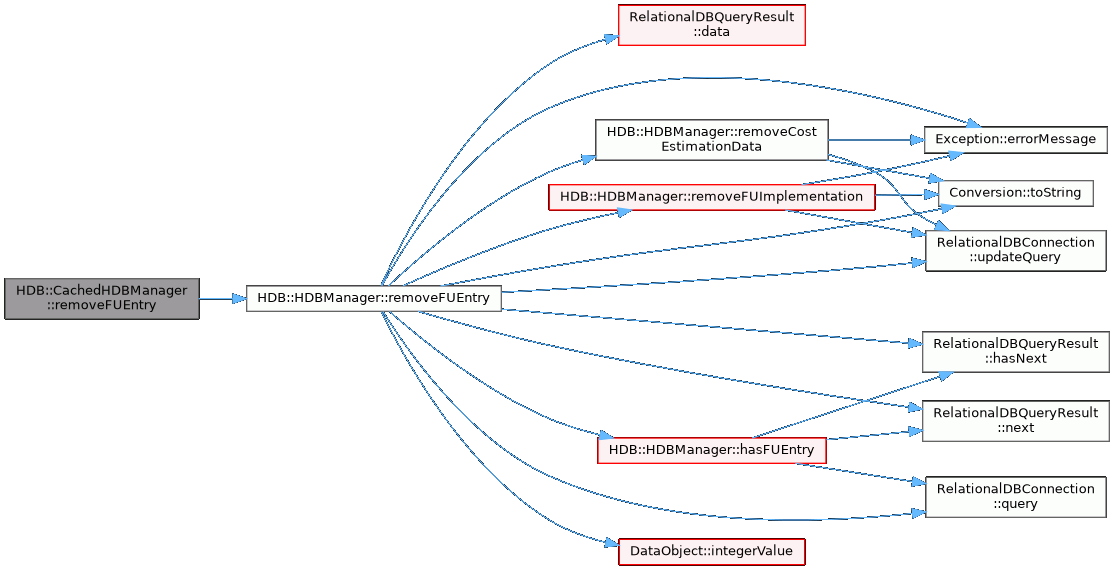 HDB::CachedHDBManager
::removeFUEntry
HDB::HDBManager::removeFUEntry
RelationalDBQueryResult
::data
HDB::HDBManager::removeCost
EstimationData
HDB::HDBManager::removeFUImplementation
HDB::HDBManager::hasFUEntry
DataObject::integerValue
Exception::errorMessage
Conversion::toString
RelationalDBConnection
::updateQuery
RelationalDBQueryResult
::hasNext
RelationalDBQueryResult
::next
RelationalDBConnection
::query